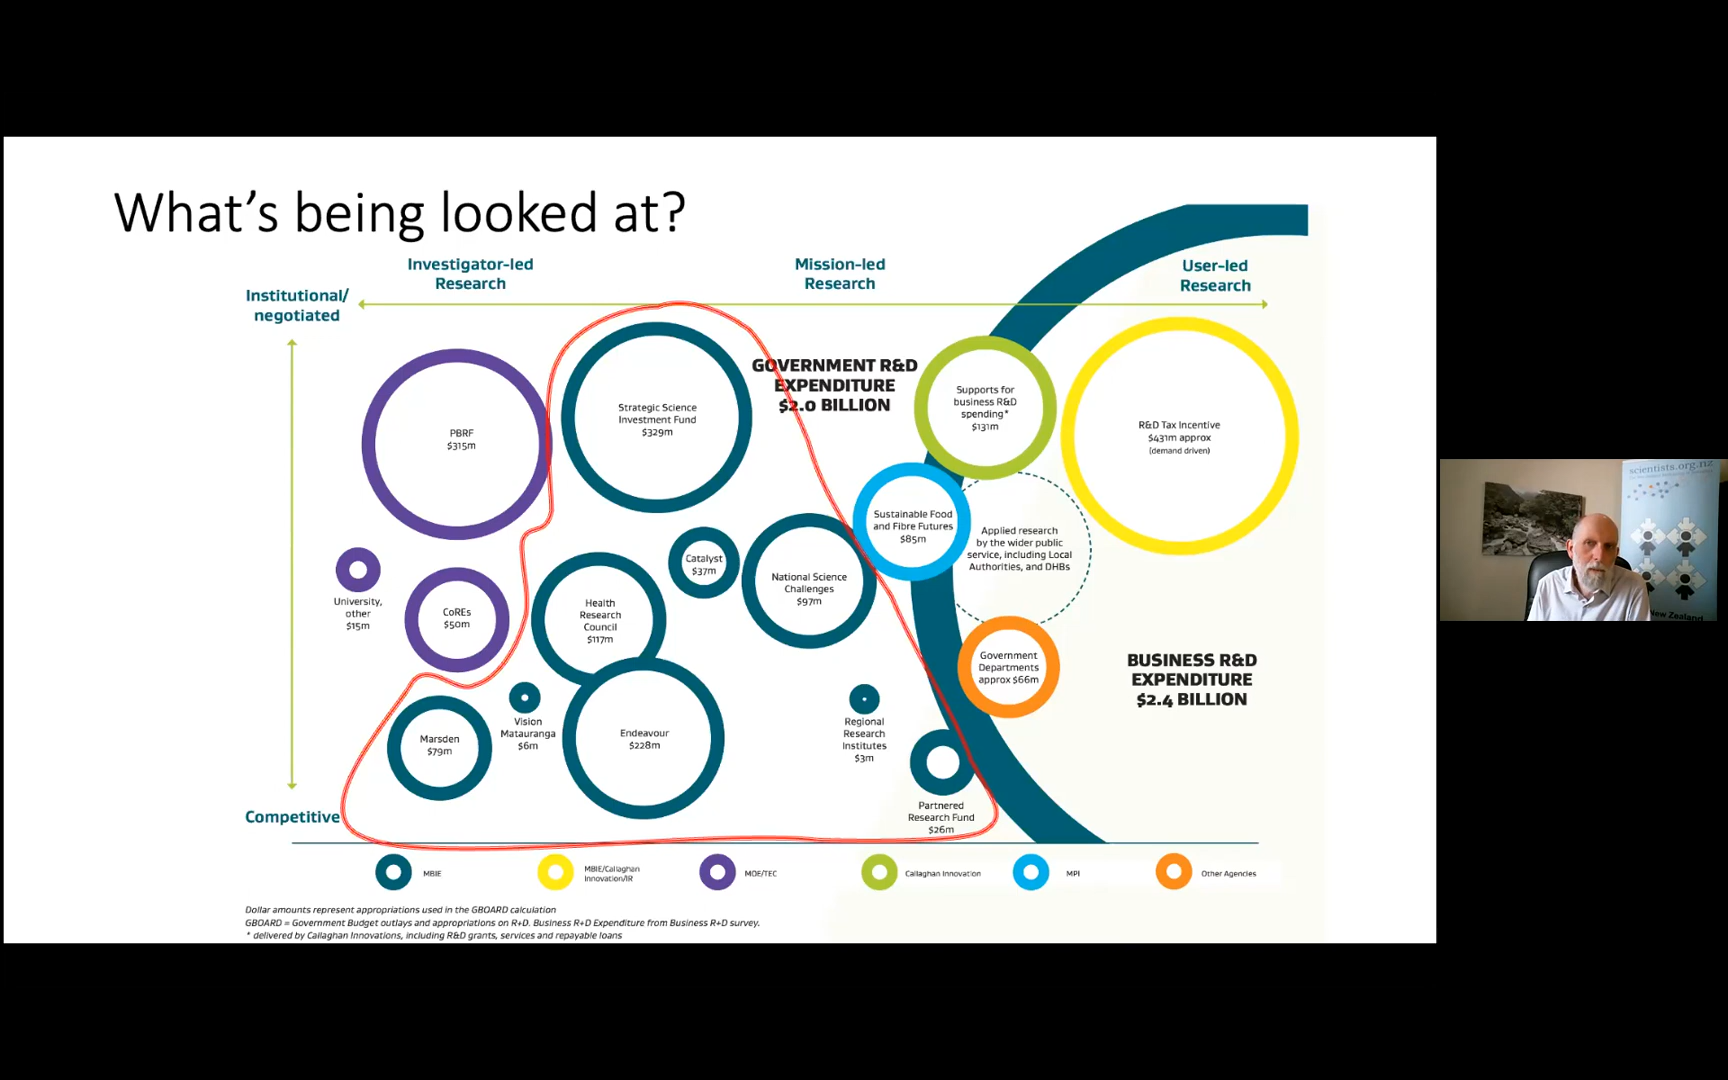 What's being looked at?
Investigator-led
Research
Mission-led
Research
User-led
Research
Institutional/
negotiated
Competitive
GOVERNMENT R&D
EXPENDITURE
$2.0 BILLION
PBRF
$315m
Strategic Science
Investment Fund
$329m
Supports for
business R&D
spending*
$131m
R&D Tax Incentive
$431m approx
(demand driven)
Sustainable Food
and Fibre Futures
$85m
Applied research
by the wider public
service, including Local
Authorities, and DHBs
Catalyst
$37m
National Science
Challenges
$97m
University,
other
$15m
CoREs
$50m
Health
Research
Council
$117m
Government
Departments
approx $66m
BUSINESS R&D
EXPENDITURE
$2.4 BILLION
Marsden
$79m
Vision
Matauranga
$6m
Endeavour
$228m
Regional
Research
Institutes
$3m
Partnered
Research Fund
$26m
MBIE
MBIE/Callaghan
Innovation/IR
MOE/TEC
Callaghan Innovation
MPI
Other Agencies
Dollar amounts represent appropriations used in the GBOARD calculation
GBOARD = Government Budget outlays and appropriations on R+D. Business R+D Expenditure from Business R+D survey.
* delivered by Callaghan Innovations, including R&D grants, services and repayable loans
scientists.org.nz
New Zealand